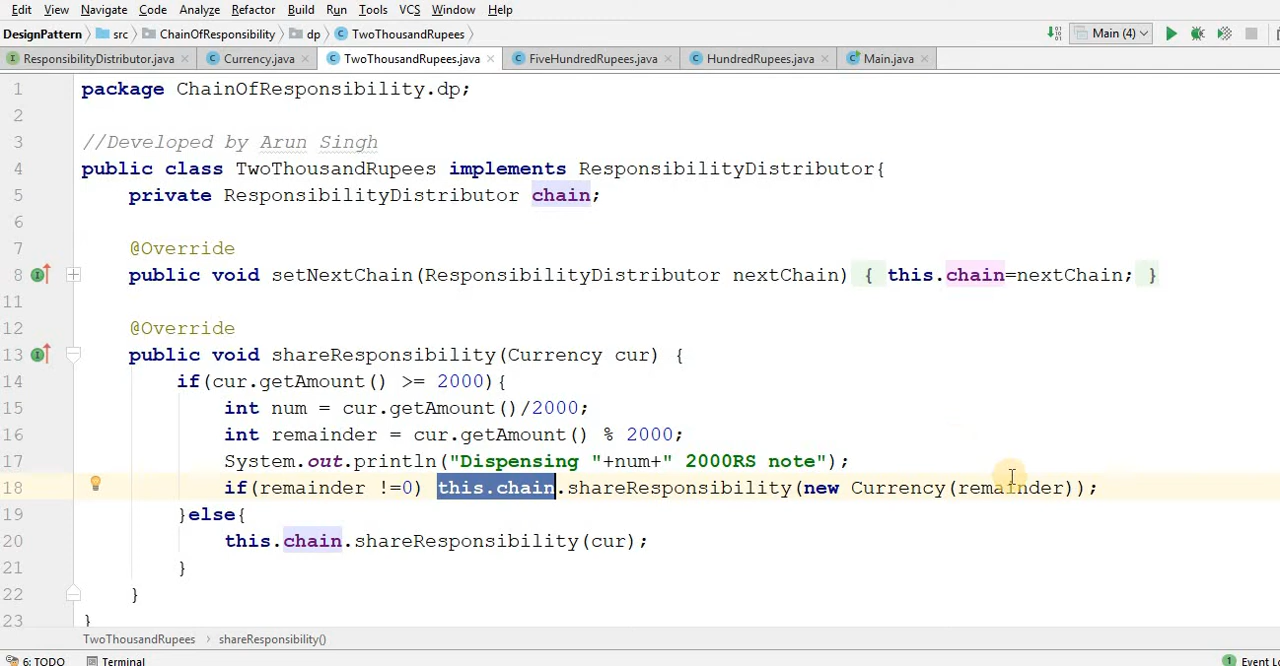 Edit View Navigate Code Analyze Refactor Build Run Tools VCS Window Help
DesignPattern src ChainOfResponsibility dp TwoThousandRupees Main (4)
ResponsibilityDistributor.java Currency.java TwoThousandRupees.java FiveHundredRupees.java HundredRupees.java Main.java
1 package ChainOfResponsibility.dp;
2
3 //Developed by Arun Singh
4 public class TwoThousandRupees implements ResponsibilityDistributor{
5 private ResponsibilityDistributor chain;
6
7 @Override
8 public void setNextChain(ResponsibilityDistributor nextChain) { this.chain=nextChain; }
11
12 @Override
13 public void shareResponsibility(Currency cur) {
14 if(cur.getAmount() >= 2000){
15 int num = cur.getAmount()/2000;
16 int remainder = cur.getAmount() % 2000;
17 System.out.println("Dispensing "+num+" 2000RS note");
18 if(remainder !=0) this.chain.shareResponsibility(new Currency(remainder));
19 }else{
20 this.chain.shareResponsibility(cur);
21 }
22 }
23 }
TwoThousandRupees › shareResponsibility()
6: TODO Terminal 1 Event Lo